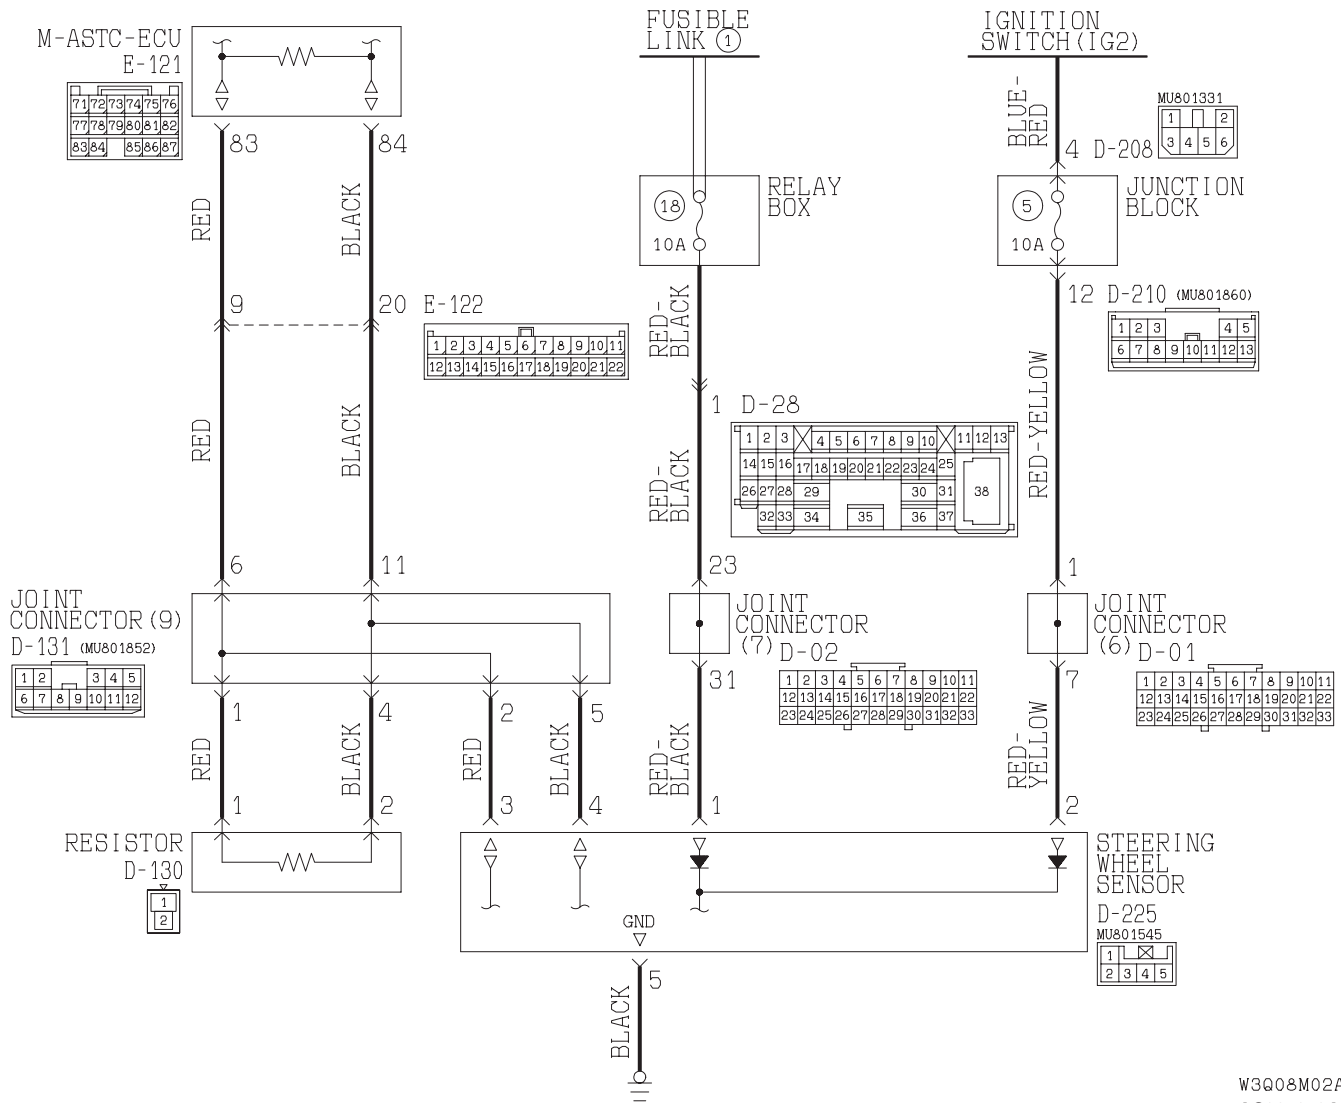 M-ASTC-ECU
E-121
71 72 73 74 75 76
77 78 79 80 81 82
83 84 85 86 87
83
84
RED
BLACK
9
20
E-122
1 2 3 4 5 6 7 8 9 10 11
12 13 14 15 16 17 18 19 20 21 22
RED
BLACK
6
11
JOINT
CONNECTOR (9)
D-131 (MU801852)
1 2 3 4 5
6 7 8 9 10 11 12
1
4
2
5
RED
BLACK
RED
BLACK
1
2
3
4
RESISTOR
D-130
1
2
FUSIBLE
LINK 1
18
10A
RELAY
BOX
RED-
BLACK
1 D-28
1 2 3 4 5 6 7 8 9 10 11 12 13
14 15 16 17 18 19 20 21 22 23 24 25
26 27 28 29 30 31 38
32 33 34 35 36 37
RED-
BLACK
23
JOINT
CONNECTOR
(7) D-02
1 2 3 4 5 6 7 8 9 10 11
12 13 14 15 16 17 18 19 20 21 22
23 24 25 26 27 28 29 30 31 32 33
31
RED-
BLACK
1
IGNITION
SWITCH (IG2)
BLUE-
RED
4 D-208
MU801331
1 2
3 4 5 6
5
10A
JUNCTION
BLOCK
12 D-210 (MU801860)
1 2 3 4 5
6 7 8 9 10 11 12 13
RED-YELLOW
1
JOINT
CONNECTOR
(6) D-01
1 2 3 4 5 6 7 8 9 10 11
12 13 14 15 16 17 18 19 20 21 22
23 24 25 26 27 28 29 30 31 32 33
7
RED-
YELLOW
2
STEERING
WHEEL
SENSOR
D-225
MU801545
1
2 3 4 5
GND
5
BLACK
W3Q08M02A